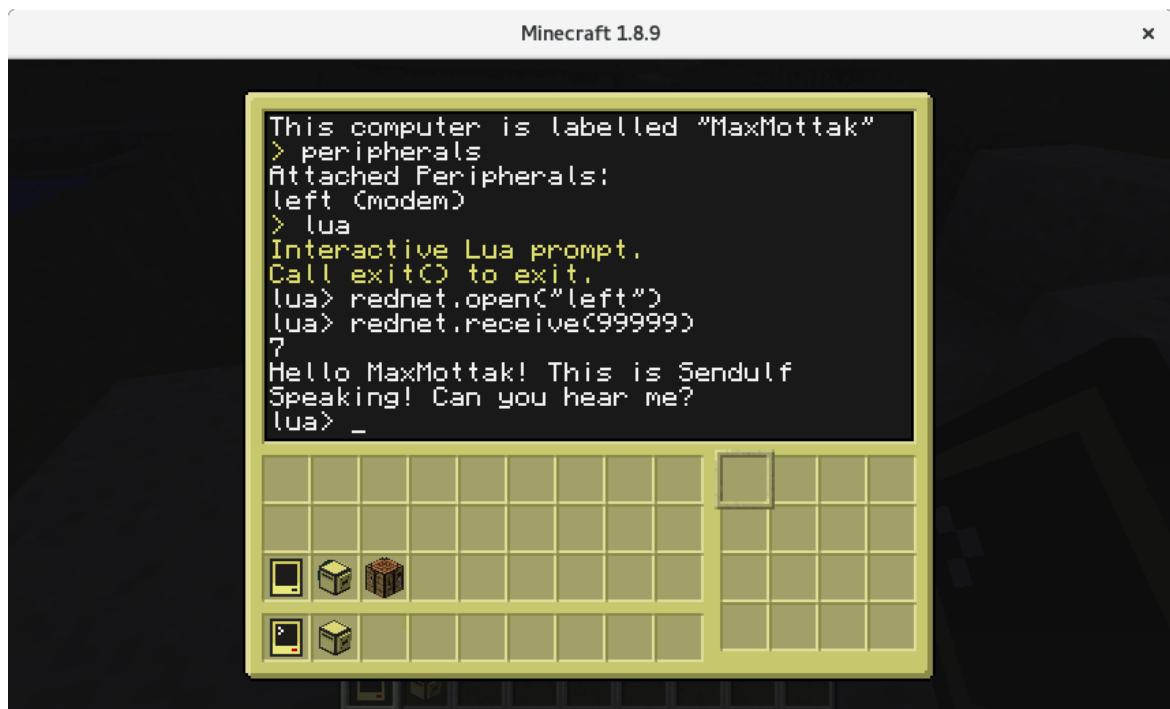 Minecraft 1.8.9
This computer is labelled "MaxMottak"
> peripherals
Attached Peripherals:
left (modem)
> lua
Interactive Lua prompt.
Call exit() to exit.
lua> rednet.open("left")
lua> rednet.receive(99999)
7
Hello MaxMottak! This is Sendulf
Speaking! Can you hear me?
lua> _